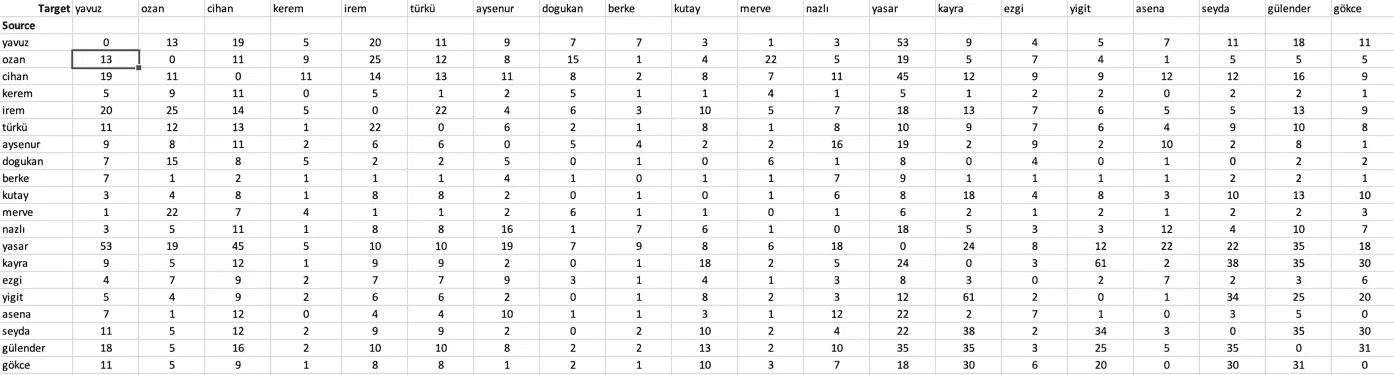 Target yavuz ozan cihan kerem irem türkü aysenur dogukan berke kutay merve nazlı yasar kayra ezgi yigit asena seyda gülender gökce
Source
yavuz 0 13 19 5 20 11 9 7 7 3 1 3 53 9 4 5 7 11 18 11
ozan 13 0 11 9 25 12 8 15 1 4 22 5 19 5 7 4 1 5 5 5
cihan 19 11 0 11 14 13 11 8 2 8 7 11 45 12 9 9 12 12 16 9
kerem 5 9 11 0 5 1 2 5 1 1 4 1 5 1 2 2 0 2 2 1
irem 20 25 14 5 0 22 4 6 3 10 5 7 18 13 7 6 5 5 13 9
türkü 11 12 13 1 22 0 6 2 1 8 1 8 10 9 7 6 4 9 10 8
aysenur 9 8 11 2 6 6 0 5 4 2 2 16 19 2 9 2 10 2 8 1
dogukan 7 15 8 5 2 2 5 0 1 0 6 1 8 0 4 0 1 0 2 2
berke 7 1 2 1 1 1 4 1 0 1 1 7 9 1 1 1 1 2 2 1
kutay 3 4 8 1 8 8 2 0 1 0 1 6 8 18 4 8 3 10 13 10
merve 1 22 7 4 1 1 2 6 1 1 0 1 6 2 1 2 1 2 2 3
nazlı 3 5 11 1 8 8 16 1 7 6 1 0 18 5 3 3 12 4 10 7
yasar 53 19 45 5 10 10 19 7 9 8 6 18 0 24 8 12 22 22 35 18
kayra 9 5 12 1 9 9 2 0 1 18 2 5 24 0 3 61 2 38 35 30
ezgi 4 7 9 2 7 7 9 3 1 4 1 3 8 3 0 2 7 2 3 6
yigit 5 4 9 2 6 6 2 0 1 8 2 3 12 61 2 0 1 34 25 20
asena 7 1 12 0 4 4 10 1 1 3 1 12 22 2 7 1 0 3 5 0
seyda 11 5 12 2 9 9 2 0 2 10 2 4 22 38 2 34 3 0 35 30
gülender 18 5 16 2 10 10 8 2 2 13 2 10 35 35 3 25 5 35 0 31
gökce 11 5 9 1 8 8 1 2 1 10 3 7 18 30 6 20 0 30 31 0